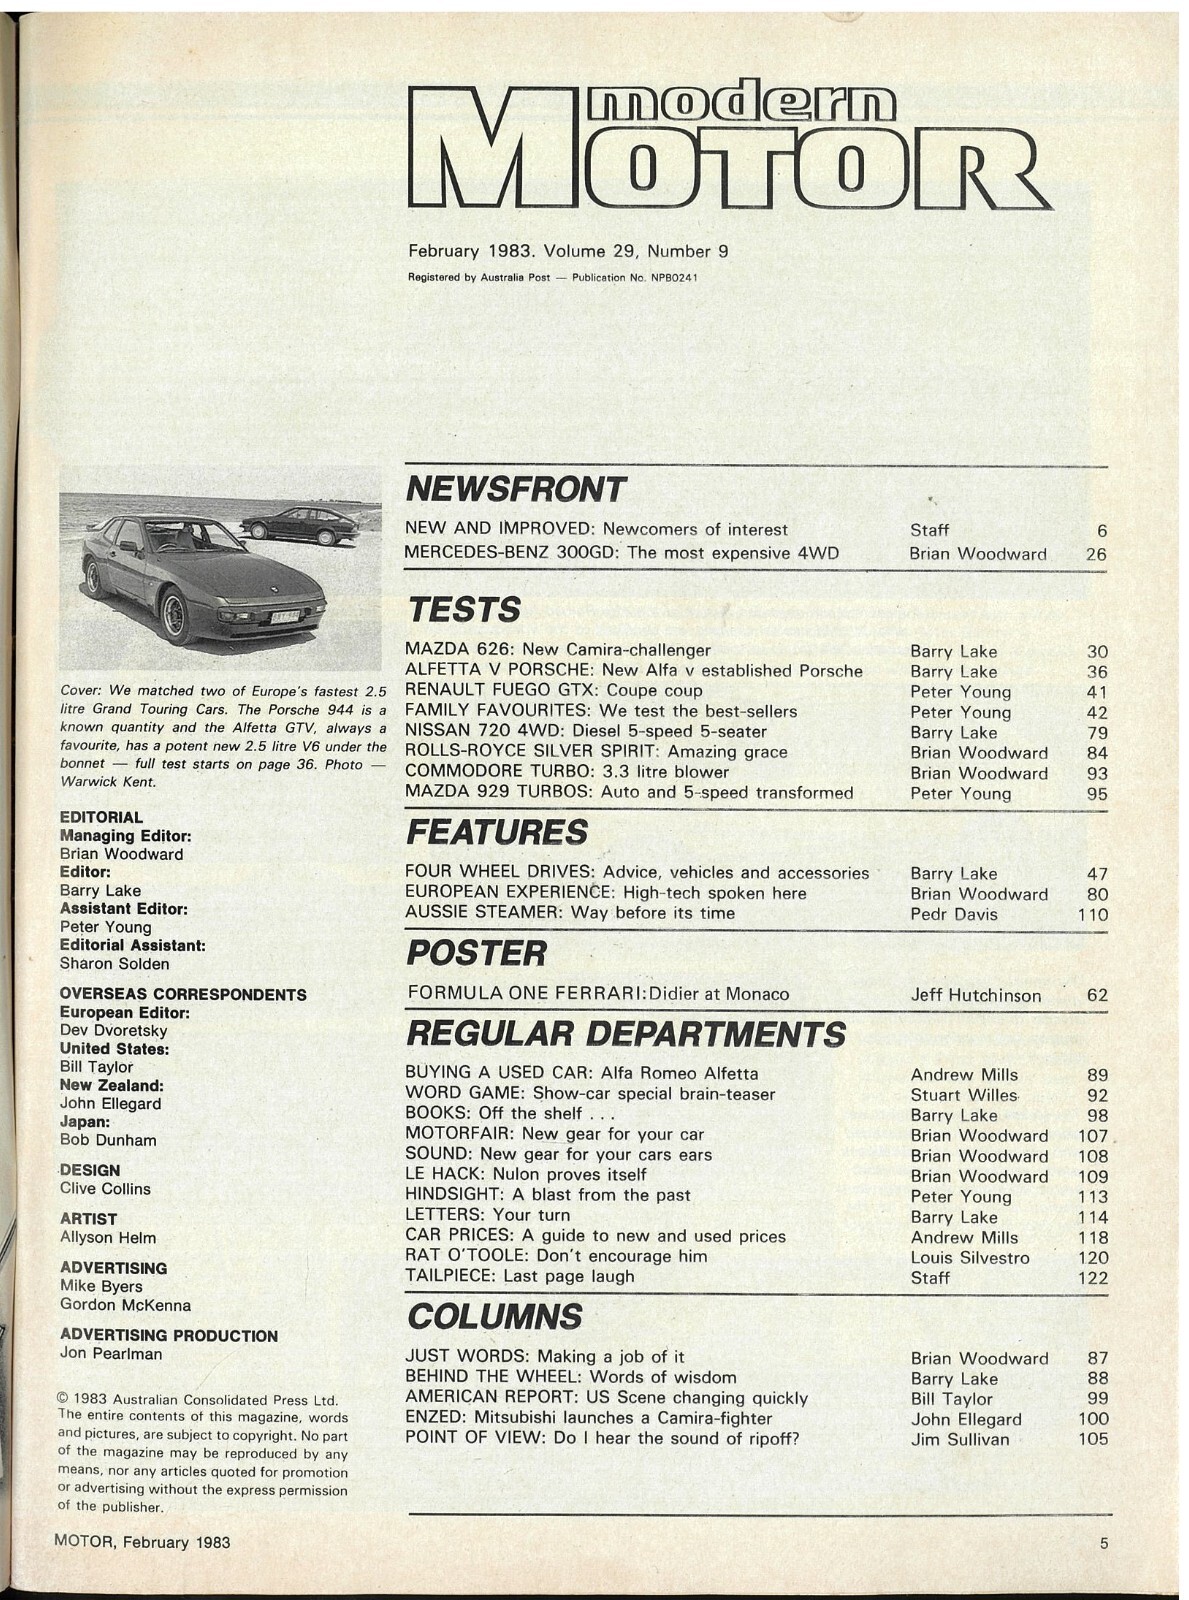 modern
MOTOR
February 1983. Volume 29, Number 9
Registered by Australia Post — Publication No. NPB0241
NEWSFRONT
NEW AND IMPROVED: Newcomers of interest Staff 6
MERCEDES-BENZ 300GD: The most expensive 4WD Brian Woodward 26
TESTS
MAZDA 626: New Camira-challenger Barry Lake 30
ALFETTA V PORSCHE: New Alfa v established Porsche Barry Lake 36
RENAULT FUEGO GTX: Coupe coup Peter Young 41
FAMILY FAVOURITES: We test the best-sellers Peter Young 42
NISSAN 720 4WD: Diesel 5-speed 5-seater Barry Lake 79
ROLLS-ROYCE SILVER SPIRIT: Amazing grace Brian Woodward 84
COMMODORE TURBO: 3.3 litre blower Brian Woodward 93
MAZDA 929 TURBOS: Auto and 5-speed transformed Peter Young 95
FEATURES
FOUR WHEEL DRIVES: Advice, vehicles and accessories Barry Lake 47
EUROPEAN EXPERIENCE: High-tech spoken here Brian Woodward 80
AUSSIE STEAMER: Way before its time Pedr Davis 110
POSTER
FORMULA ONE FERRARI: Didier at Monaco Jeff Hutchinson 62
REGULAR DEPARTMENTS
BUYING A USED CAR: Alfa Romeo Alfetta Andrew Mills 89
WORD GAME: Show-car special brain-teaser Stuart Willes 92
BOOKS: Off the shelf . . . Barry Lake 98
MOTORFAIR: New gear for your car Brian Woodward 107
SOUND: New gear for your cars ears Brian Woodward 108
LE HACK: Nulon proves itself Brian Woodward 109
HINDSIGHT: A blast from the past Peter Young 113
LETTERS: Your turn Barry Lake 114
CAR PRICES: A guide to new and used prices Andrew Mills 118
RAT O'TOOLE: Don't encourage him Louis Silvestro 120
TAILPIECE: Last page laugh Staff 122
COLUMNS
JUST WORDS: Making a job of it Brian Woodward 87
BEHIND THE WHEEL: Words of wisdom Barry Lake 88
AMERICAN REPORT: US Scene changing quickly Bill Taylor 99
ENZED: Mitsubishi launches a Camira-fighter John Ellegard 100
POINT OF VIEW: Do I hear the sound of ripoff? Jim Sullivan 105
Cover: We matched two of Europe's fastest 2.5
litre Grand Touring Cars. The Porsche 944 is a
known quantity and the Alfetta GTV, always a
favourite, has a potent new 2.5 litre V6 under the
bonnet — full test starts on page 36. Photo —
Warwick Kent.
EDITORIAL
Managing Editor:
Brian Woodward
Editor:
Barry Lake
Assistant Editor:
Peter Young
Editorial Assistant:
Sharon Solden
OVERSEAS CORRESPONDENTS
European Editor:
Dev Dvoretsky
United States:
Bill Taylor
New Zealand:
John Ellegard
Japan:
Bob Dunham
DESIGN
Clive Collins
ARTIST
Allyson Helm
ADVERTISING
Mike Byers
Gordon McKenna
ADVERTISING PRODUCTION
Jon Pearlman
© 1983 Australian Consolidated Press Ltd.
The entire contents of this magazine, words
and pictures, are subject to copyright. No part
of the magazine may be reproduced by any
means, nor any articles quoted for promotion
or advertising without the express permission
of the publisher.
MOTOR, February 1983 5